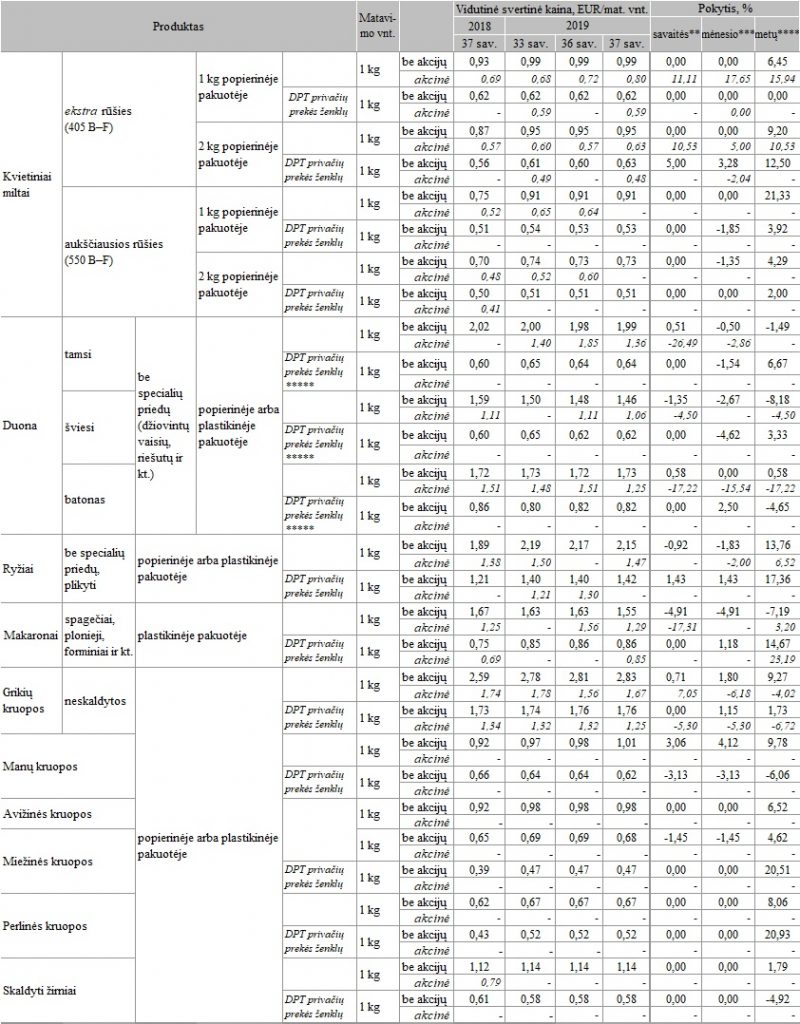 Produktas Matavi- Vidutinė svertinė kaina, EUR/mat. vnt. Pokytis, %
mo vnt. 2018 2019 savaitės** mėnesio*** metų****
37 sav. 33 sav. 36 sav. 37 sav.
Kvietiniai miltai ekstra rūšies (405 B–F) 1 kg popierinėje pakuotėje 1 kg be akcijų 0,93 0,99 0,99 0,99 0,00 0,00 6,45
akcinė 0,69 0,68 0,72 0,80 11,11 17,65 15,94
DPT privačių prekės ženklų 1 kg be akcijų 0,62 0,62 0,62 0,62 0,00 0,00 0,00
akcinė - 0,59 - 0,59 - 0,00 -
2 kg popierinėje pakuotėje 1 kg be akcijų 0,87 0,95 0,95 0,95 0,00 0,00 9,20
akcinė 0,57 0,60 0,57 0,63 10,53 5,00 10,53
DPT privačių prekės ženklų 1 kg be akcijų 0,56 0,61 0,60 0,63 5,00 3,28 12,50
akcinė - 0,49 - 0,48 - -2,04 -
aukščiausios rūšies (550 B–F) 1 kg popierinėje pakuotėje 1 kg be akcijų 0,75 0,91 0,91 0,91 0,00 0,00 21,33
akcinė 0,52 0,65 0,64 - - - -
DPT privačių prekės ženklų 1 kg be akcijų 0,51 0,54 0,53 0,53 0,00 -1,85 3,92
akcinė - - - - - - -
2 kg popierinėje pakuotėje 1 kg be akcijų 0,70 0,74 0,73 0,73 0,00 -1,35 4,29
akcinė 0,48 0,52 0,60 - - - -
DPT privačių prekės ženklų 1 kg be akcijų 0,50 0,51 0,51 0,51 0,00 0,00 2,00
akcinė 0,41 - - - - - -
Duona tamsi be specialių priedų (džiovintų vaisių, riešutų ir kt.) popierinėje arba plastikinėje pakuotėje 1 kg be akcijų 2,02 2,00 1,98 1,99 0,51 -0,50 -1,49
akcinė - 1,40 1,85 1,36 -26,49 -2,86 -
DPT privačių prekės ženklų ***** 1 kg be akcijų 0,60 0,65 0,64 0,64 0,00 -1,54 6,67
akcinė - - - - - - -
šviesi 1 kg be akcijų 1,59 1,50 1,48 1,46 -1,35 -2,67 -8,18
akcinė 1,11 - 1,11 1,06 -4,50 - -4,50
DPT privačių prekės ženklų ***** 1 kg be akcijų 0,60 0,65 0,62 0,62 0,00 -4,62 3,33
akcinė - - - - - - -
batonas 1 kg be akcijų 1,72 1,73 1,72 1,73 0,58 0,00 0,58
akcinė 1,51 1,48 1,51 1,25 -17,22 -15,54 -17,22
DPT privačių prekės ženklų ***** 1 kg be akcijų 0,86 0,80 0,82 0,82 0,00 2,50 -4,65
akcinė - - - - - - -
Ryžiai be specialių priedų, plikyti popierinėje arba plastikinėje pakuotėje 1 kg be akcijų 1,89 2,19 2,17 2,15 -0,92 -1,83 13,76
akcinė 1,38 1,50 - 1,47 - -2,00 6,52
DPT privačių prekės ženklų 1 kg be akcijų 1,21 1,40 1,40 1,42 1,43 1,43 17,36
akcinė - 1,21 1,30 - - - -
Makaronai spagečiai, plonieji, forminiai ir kt. plastikinėje pakuotėje 1 kg be akcijų 1,67 1,63 1,63 1,55 -4,91 -4,91 -7,19
akcinė 1,25 - 1,56 1,29 -17,31 - 3,20
DPT privačių prekės ženklų 1 kg be akcijų 0,75 0,85 0,86 0,86 0,00 1,18 14,67
akcinė 0,69 - - 0,85 - - 23,19
Grikių kruopos neskaldytos popierinėje arba plastikinėje pakuotėje 1 kg be akcijų 2,59 2,78 2,81 2,83 0,71 1,80 9,27
akcinė 1,74 1,78 1,56 1,67 7,05 -6,18 -4,02
DPT privačių prekės ženklų 1 kg be akcijų 1,73 1,74 1,76 1,76 0,00 1,15 1,73
akcinė 1,34 1,32 1,32 1,25 -5,30 -5,30 -6,72
Manų kruopos 1 kg be akcijų 0,92 0,97 0,98 1,01 3,06 4,12 9,78
akcinė - - - - - - -
DPT privačių prekės ženklų 1 kg be akcijų 0,66 0,64 0,64 0,62 -3,13 -3,13 -6,06
akcinė - - - - - - -
Avižinės kruopos 1 kg be akcijų 0,92 0,98 0,98 0,98 0,00 0,00 6,52
akcinė - - - - - - -
Miežinės kruopos 1 kg be akcijų 0,65 0,69 0,69 0,68 -1,45 -1,45 4,62
akcinė - - - - - - -
DPT privačių prekės ženklų 1 kg be akcijų 0,39 0,47 0,47 0,47 0,00 0,00 20,51
akcinė - - - - - - -
Perlinės kruopos 1 kg be akcijų 0,62 0,67 0,67 0,67 0,00 0,00 8,06
akcinė - - - - - - -
DPT privačių prekės ženklų 1 kg be akcijų 0,43 0,52 0,52 0,52 0,00 0,00 20,93
akcinė - - - - - - -
Skaldyti žirniai 1 kg be akcijų 1,12 1,14 1,14 1,14 0,00 0,00 1,79
akcinė 0,79 - - - - - -
DPT privačių prekės ženklų 1 kg be akcijų 0,61 0,58 0,58 0,58 0,00 0,00 -4,92
akcinė - - - - - - -